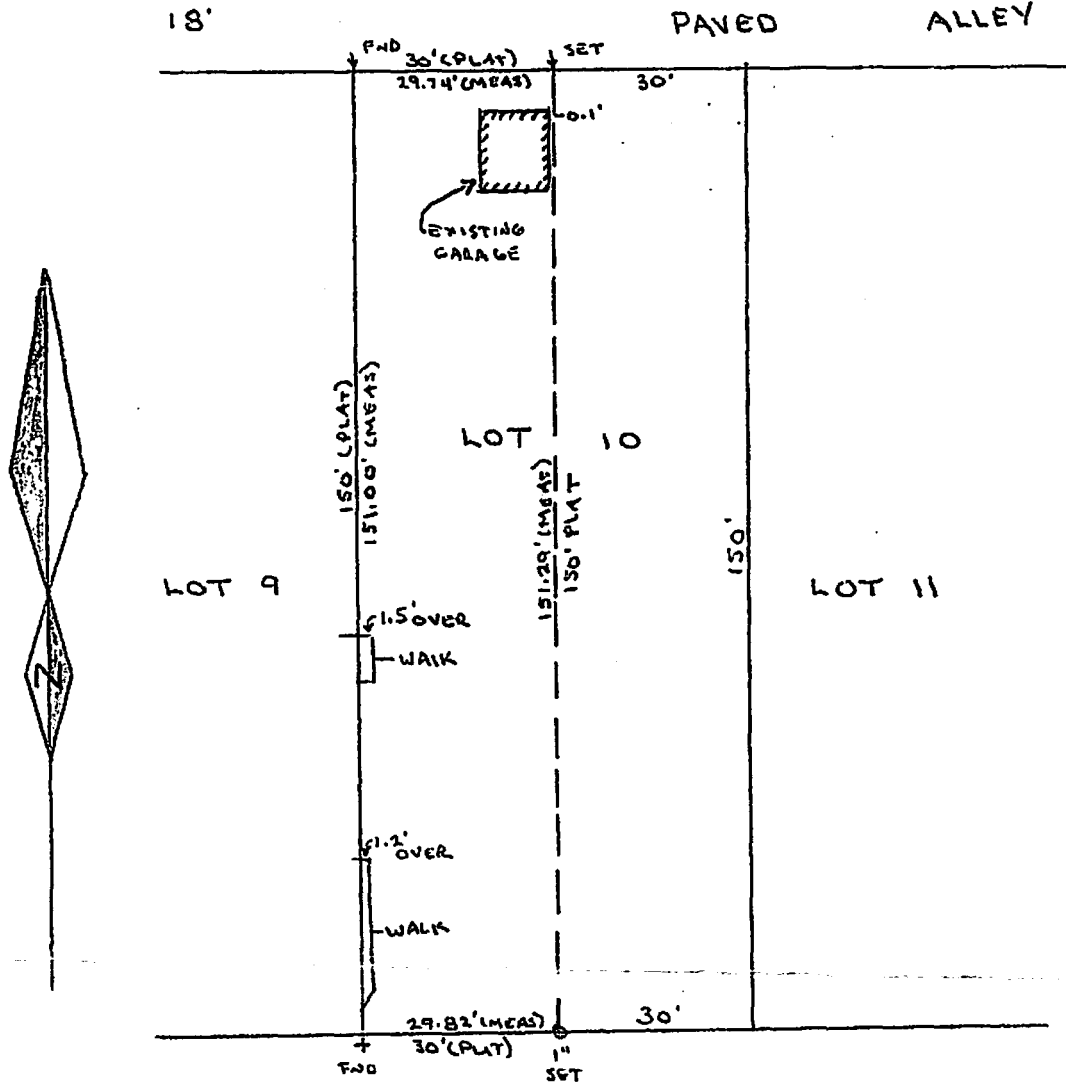 18'
PAVED ALLEY
FND
30' (PLAT)
SET
29.74' (MEAS)
30'
0.1'
EXISTING
GARAGE
150' (PLAT)
151.00' (MEAS)
LOT 10
151.29' (MEAS)
150' PLAT
150'
LOT 9
LOT 11
1.5' OVER
WALK
N
1.2'
OVER
WALK
29.82' (MEAS)
30'
30' (PLAT)
FND
1"
SET